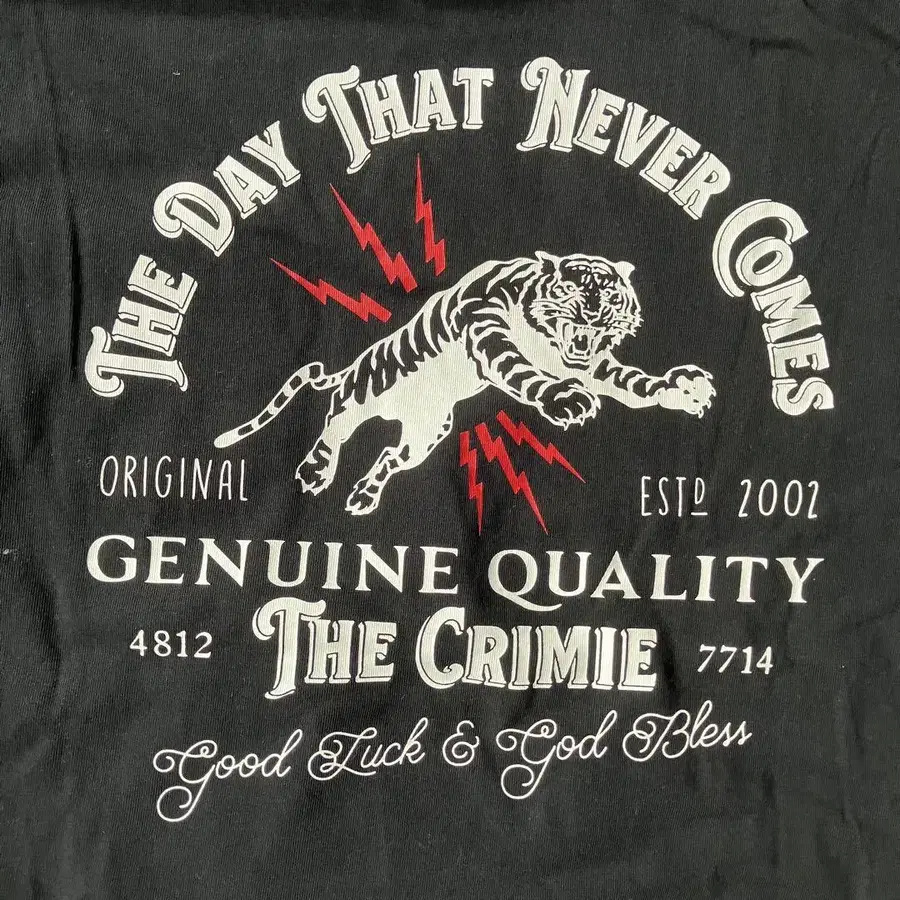 THE DAY THAT NEVER COMES
ORIGINAL
ESTD 2002
GENUINE QUALITY
4812 THE CRIMIE 7714
Good Luck & God Bless